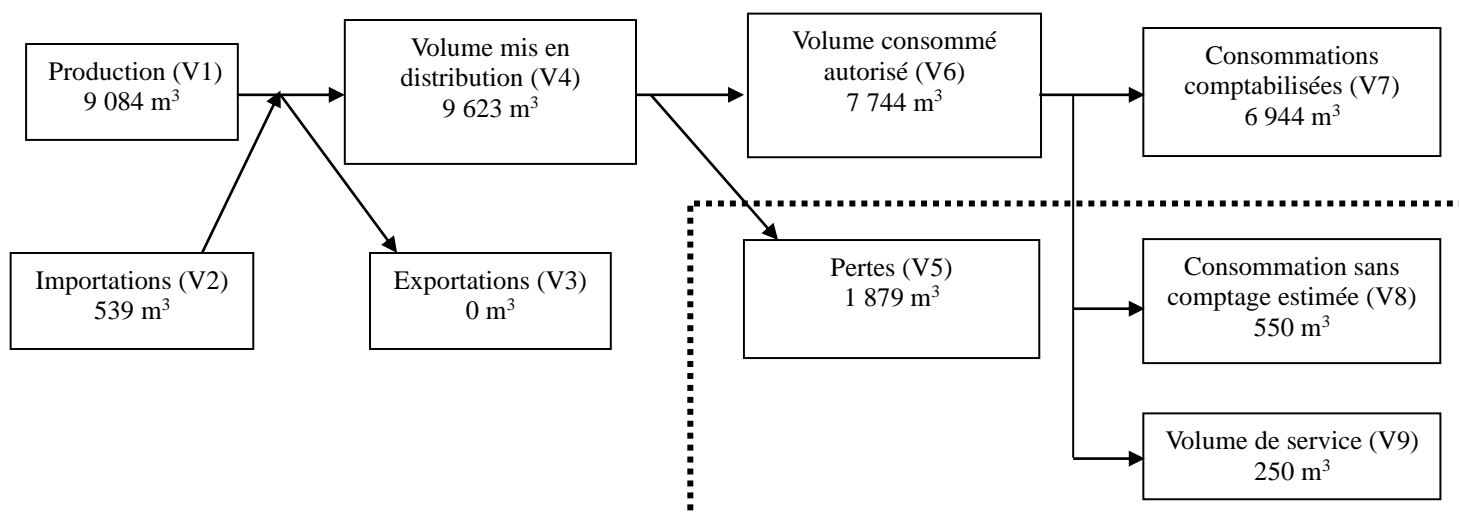 Production (V1)
9 084 m³
Volume mis en
distribution (V4)
9 623 m³
Volume consommé
autorisé (V6)
7 744 m³
Consommations
comptabilisées (V7)
6 944 m³
Importations (V2)
539 m³
Exportations (V3)
0 m³
Pertes (V5)
1 879 m³
Consommation sans
comptage estimée (V8)
550 m³
Volume de service (V9)
250 m³